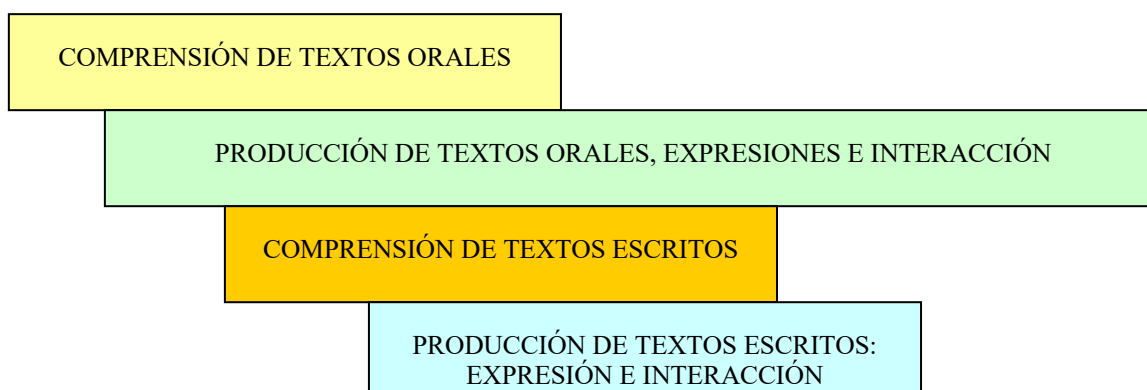 COMPRENSIÓN DE TEXTOS ORALES
PRODUCCIÓN DE TEXTOS ORALES, EXPRESIONES E INTERACCIÓN
COMPRENSIÓN DE TEXTOS ESCRITOS
PRODUCCIÓN DE TEXTOS ESCRITOS:
EXPRESIÓN E INTERACCIÓN